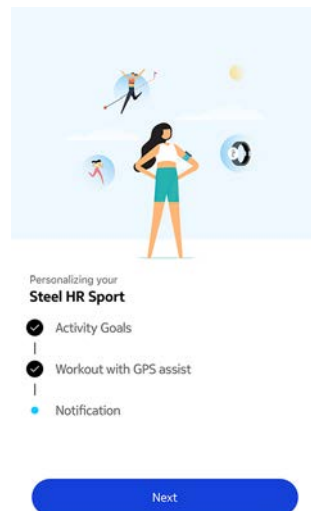 Personalizing your
Steel HR Sport
Activity Goals
Workout with GPS assist
Notification
Next